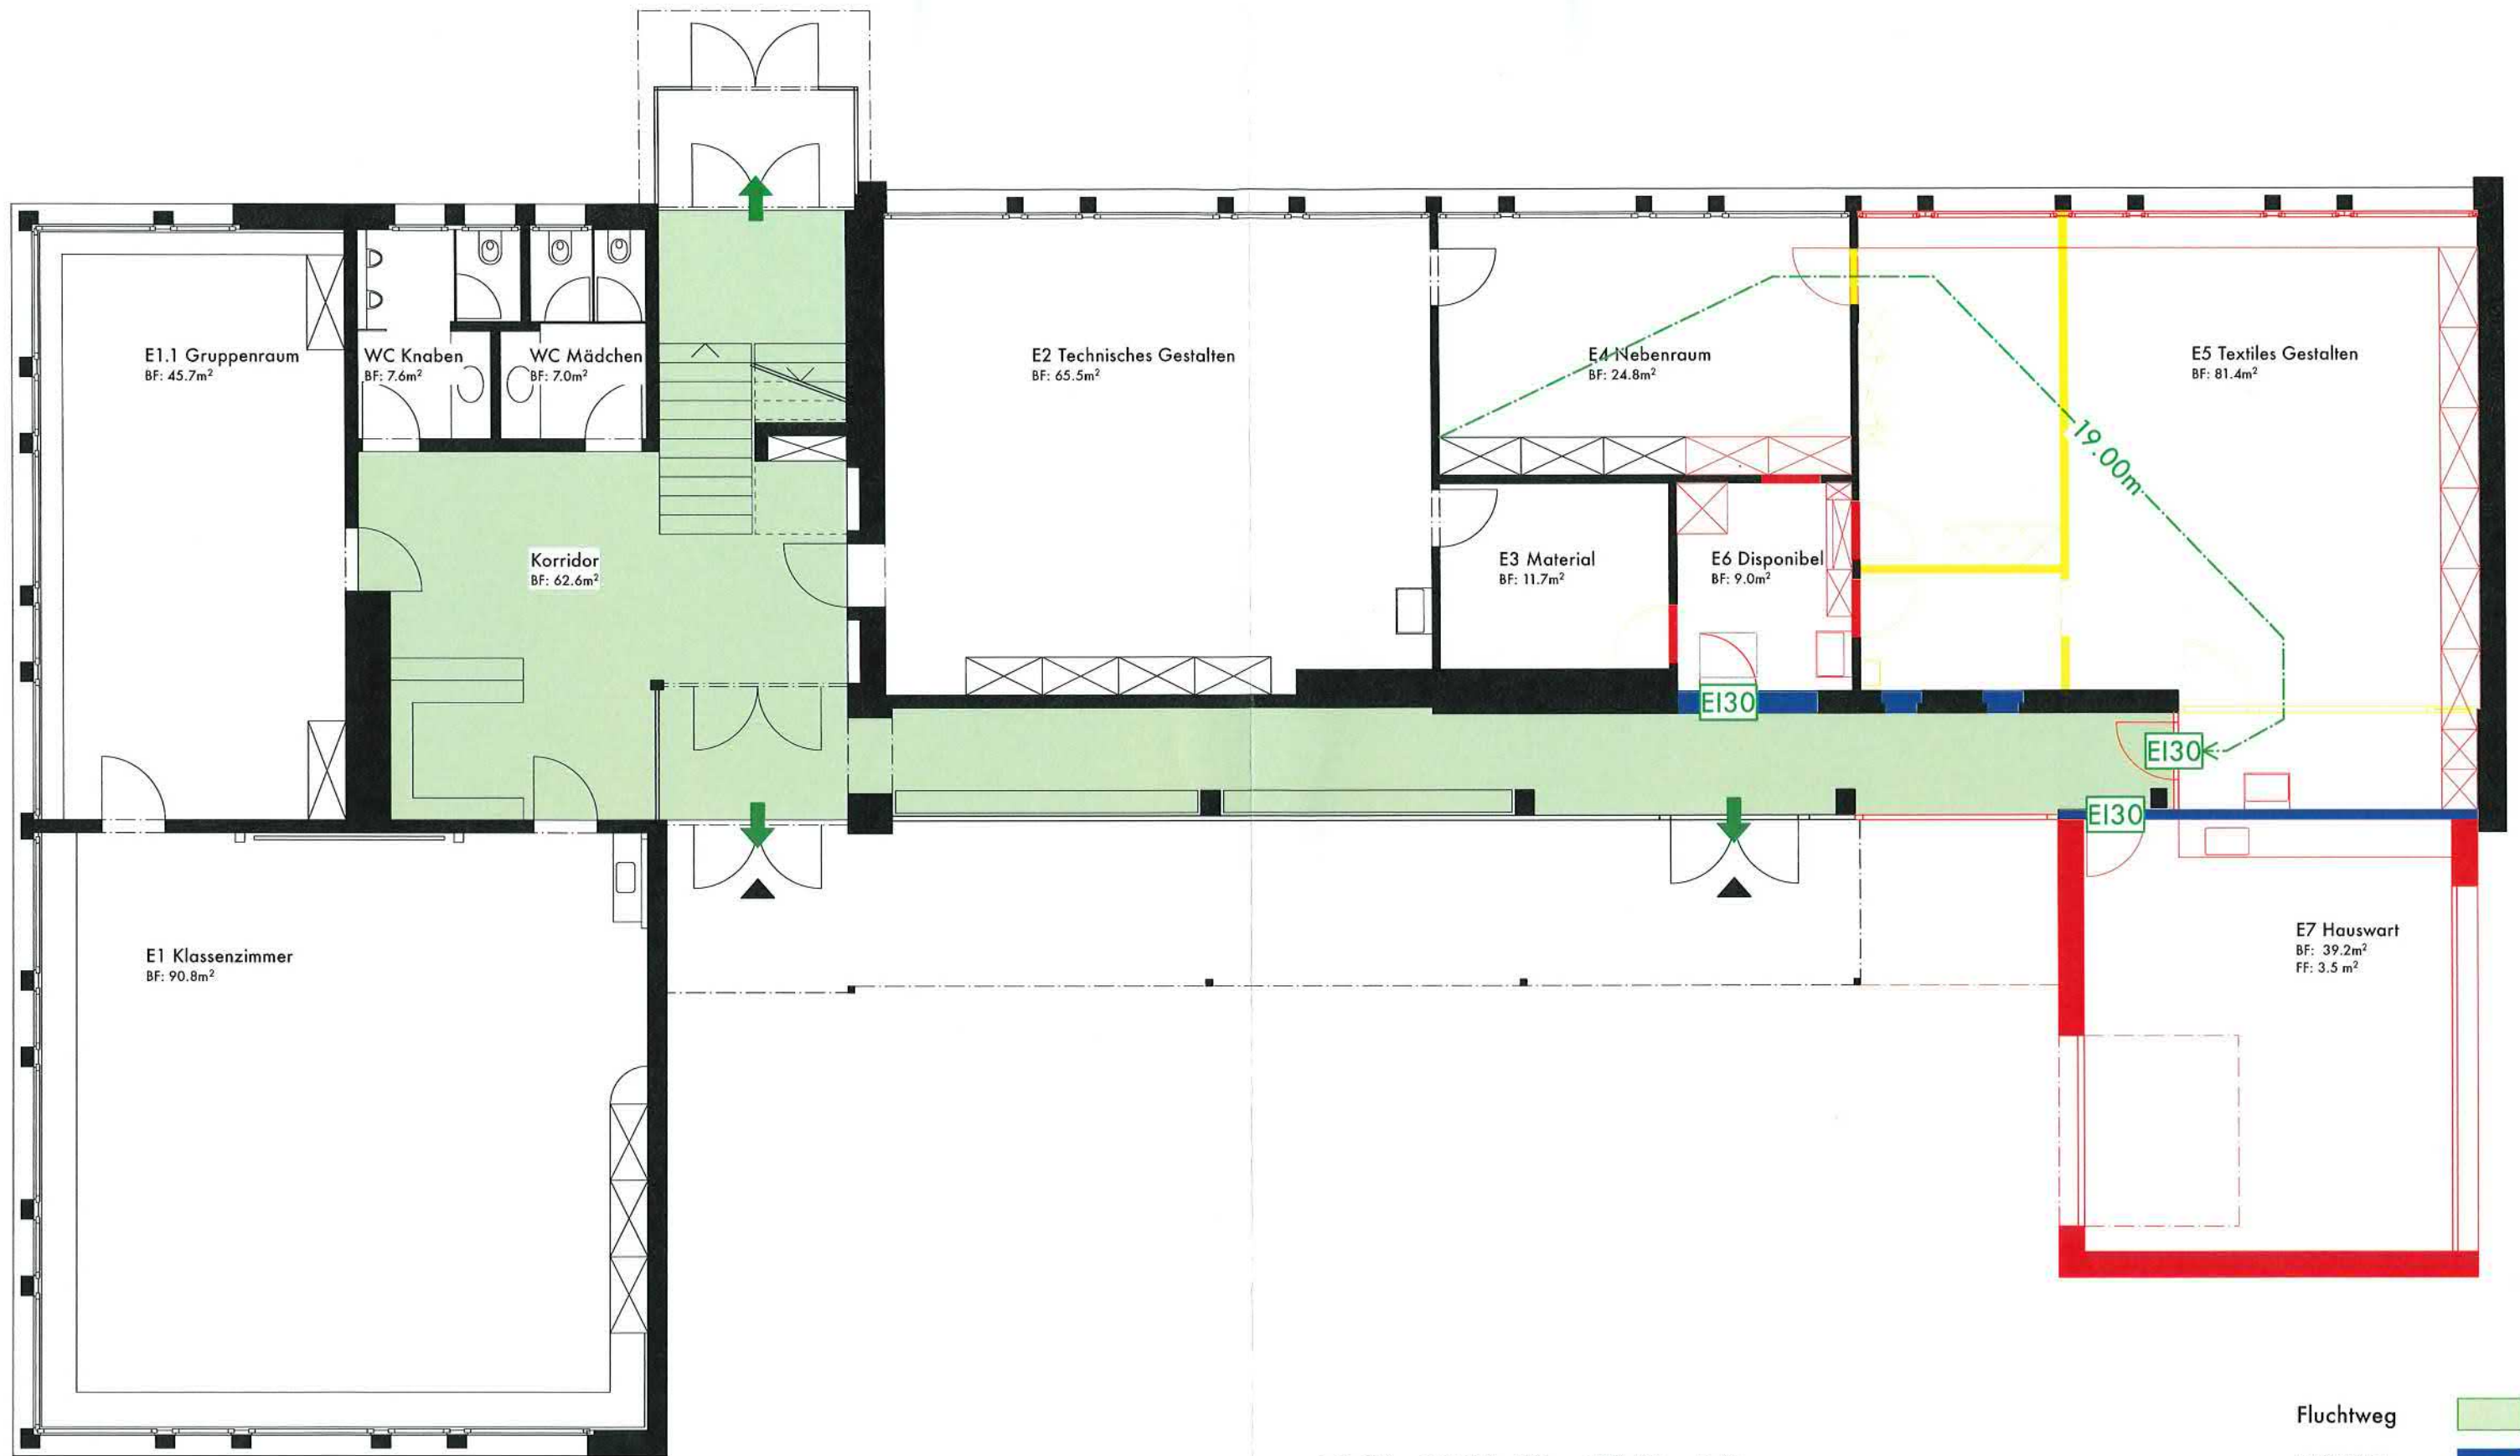 E1.1 Gruppenraum
BF: 45.7m²
WC Knaben
BF: 7.6m²
WC Mädchen
BF: 7.0m²
E2 Technisches Gestalten
BF: 65.5m²
E4 Nebenraum
BF: 24.8m²
E5 Textiles Gestalten
BF: 81.4m²
19.00m
Korridor
BF: 62.6m²
E3 Material
BF: 11.7m²
E6 Disponibel
BF: 9.0m²
EI30
EI30
EI30
E1 Klassenzimmer
BF: 90.8m²
E7 Hauswart
BF: 39.2m²
FF: 3.5 m²
Fluchtweg